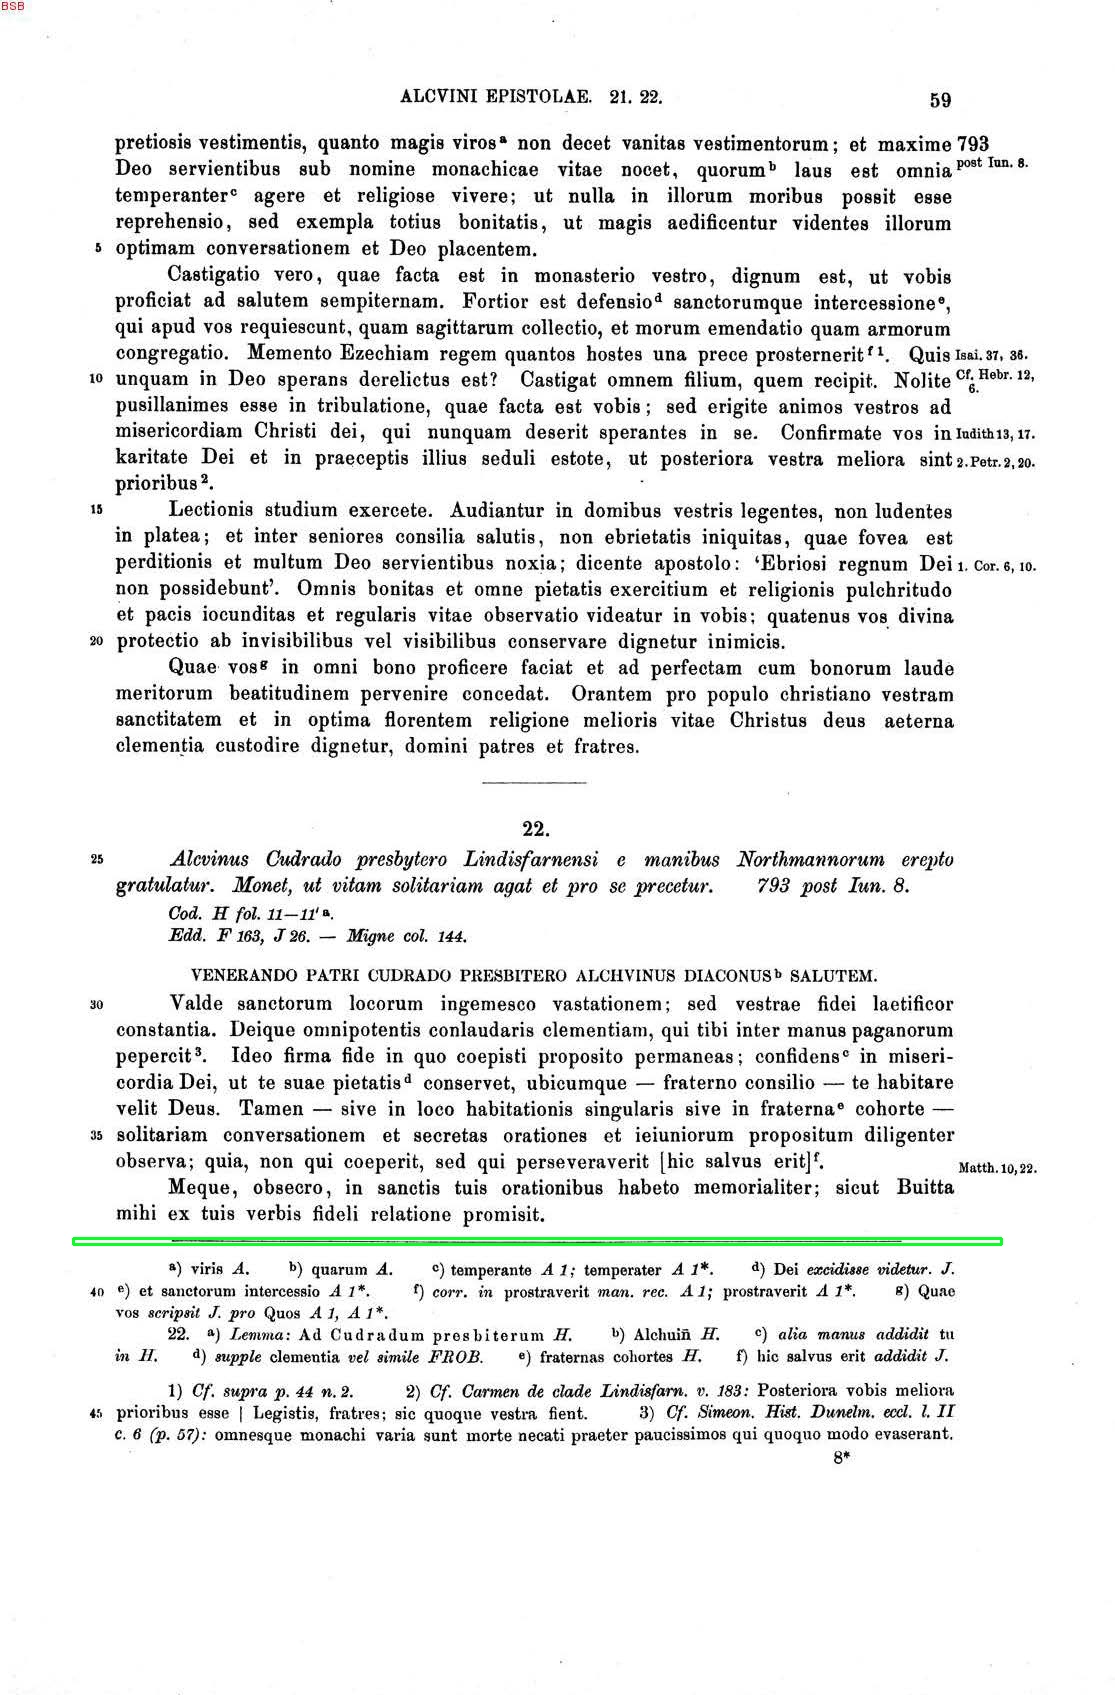 BSB
ALCVINI EPISTOLAE. 21. 22. 59
pretiosis vestimentis, quanto magis viros a non decet vanitas vestimentorum; et maxime 793
Deo servientibus sub nomine monachicae vitae nocet, quorum b laus est omnia post Iun. 8.
temperanter c agere et religiose vivere; ut nulla in illorum moribus possit esse
reprehensio, sed exempla totius bonitatis, ut magis aedificentur videntes illorum
5 optimam conversationem et Deo placentem.
Castigatio vero, quae facta est in monasterio vestro, dignum est, ut vobis
proficiat ad salutem sempiternam. Fortior est defensio d sanctorumque intercessione e,
qui apud vos requiescunt, quam sagittarum collectio, et morum emendatio quam armorum
congregatio. Memento Ezechiam regem quantos hostes una prece prosternerit f 1. Quis Isai. 37, 36.
10 unquam in Deo sperans derelictus est? Castigat omnem filium, quem recipit. Nolite Cf. Hebr. 12, 6.
pusillanimes esse in tribulatione, quae facta est vobis; sed erigite animos vestros ad
misericordiam Christi dei, qui nunquam deserit sperantes in se. Confirmate vos in Iudith 13, 17.
karitate Dei et in praeceptis illius seduli estote, ut posteriora vestra meliora sint 2. Petr. 2, 20.
prioribus 2.
15 Lectionis studium exercete. Audiantur in domibus vestris legentes, non ludentes
in platea; et inter seniores consilia salutis, non ebrietatis iniquitas, quae fovea est
perditionis et multum Deo servientibus noxia; dicente apostolo: ‘Ebriosi regnum Dei 1. Cor. 6, 10.
non possidebunt’. Omnis bonitas et omne pietatis exercitium et religionis pulchritudo
et pacis iocunditas et regularis vitae observatio videatur in vobis; quatenus vos divina
20 protectio ab invisibilibus vel visibilibus conservare dignetur inimicis.
Quae vos g in omni bono proficere faciat et ad perfectam cum bonorum laude
meritorum beatitudinem pervenire concedat. Orantem pro populo christiano vestram
sanctitatem et in optima florentem religione melioris vitae Christus deus aeterna
clementia custodire dignetur, domini patres et fratres.
22.
25 Alcvinus Cudrado presbytero Lindisfarnensi e manibus Northmannorum erepto
gratulatur. Monet, ut vitam solitariam agat et pro se precetur. 793 post Iun. 8.
Cod. H fol. 11—11' a.
Edd. F 163, J 26. — Migne col. 144.
VENERANDO PATRI CUDRADO PRESBITERO ALCHVINUS DIACONUS b SALUTEM.
30 Valde sanctorum locorum ingemesco vastationem; sed vestrae fidei laetificor
constantia. Deique omnipotentis conlaudaris clementiam, qui tibi inter manus paganorum
pepercit 3. Ideo firma fide in quo coepisti proposito permaneas; confidens c in miseri-
cordia Dei, ut te suae pietatis d conservet, ubicumque — fraterno consilio — te habitare
velit Deus. Tamen — sive in loco habitationis singularis sive in fraterna e cohorte —
35 solitariam conversationem et secretas orationes et ieiuniorum propositum diligenter
observa; quia, non qui coeperit, sed qui perseveraverit [hic salvus erit] f. Matth. 10, 22.
Meque, obsecro, in sanctis tuis orationibus habeto memorialiter; sicut Buitta
mihi ex tuis verbis fideli relatione promisit.
a) viris A. b) quarum A. c) temperante A 1; temperater A 1*. d) Dei excidisse videtur. J.
40 e) et sanctorum intercessio A 1*. f) corr. in prostraverit man. rec. A 1; prostraverit A 1*. g) Quae
vos scripsit J. pro Quos A 1, A 1*.
22. a) Lemma: Ad Cudradum presbiterum H. b) Alchuiñ H. c) alia manus addidit tu
in H. d) supple clementia vel simile FROB. e) fraternas cohortes H. f) hic salvus erit addidit J.
1) Cf. supra p. 44 n. 2. 2) Cf. Carmen de clade Lindisfarn. v. 183: Posteriora vobis meliora
45 prioribus esse | Legistis, fratres; sic quoque vestra fient. 3) Cf. Simeon. Hist. Dunelm. eccl. l. II
c. 6 (p. 57): omnesque monachi varia sunt morte necati praeter paucissimos qui quoquo modo evaserant.
8*